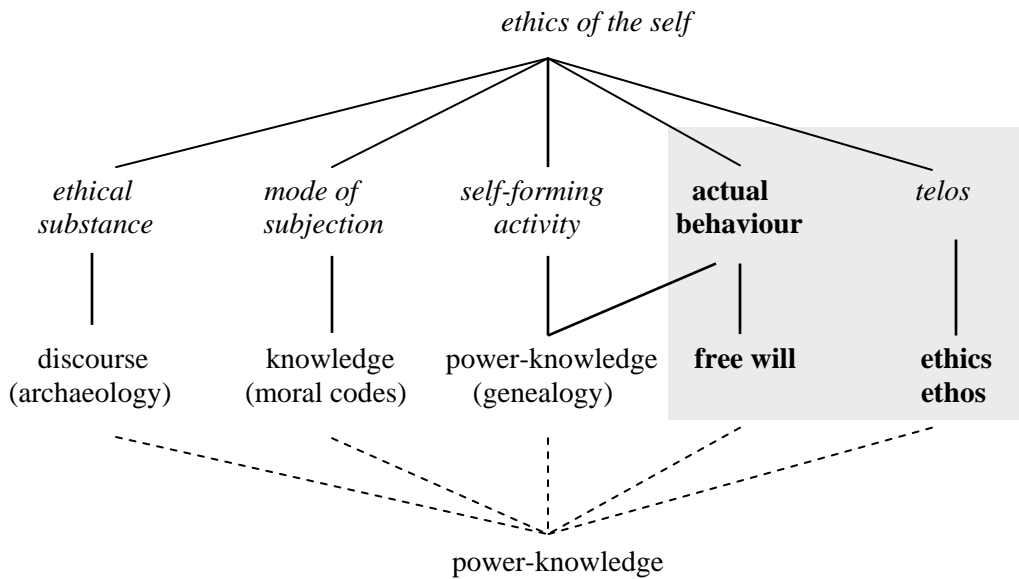 ethics of the self
ethical
substance
mode of
subjection
self-forming
activity
actual
behaviour
telos
discourse
(archaeology)
knowledge
(moral codes)
power-knowledge
(genealogy)
free will
ethics
ethos
power-knowledge